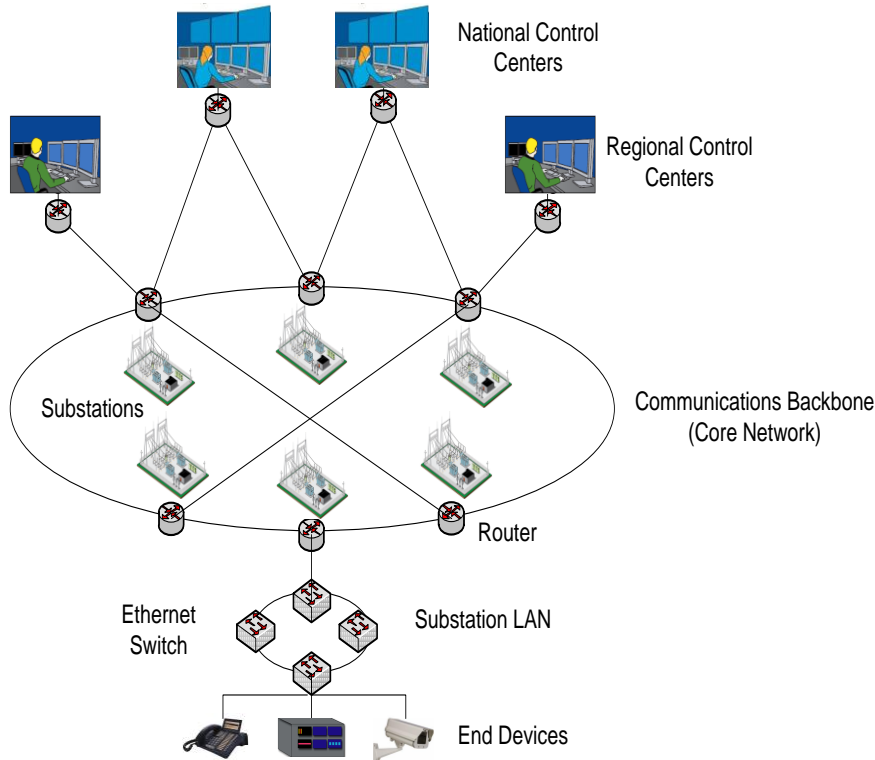 National Control
Centers
Regional Control
Centers
Substations
Communications Backbone
(Core Network)
Router
Ethernet
Switch
Substation LAN
End Devices